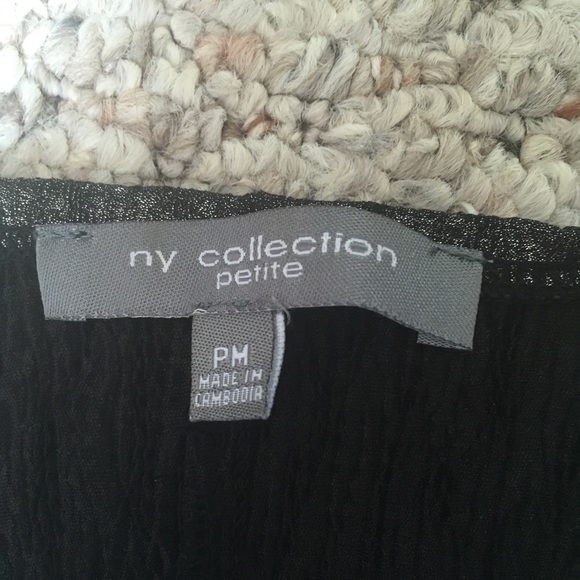 ny collection
petite
PM
MADE IN
CAMBODIA